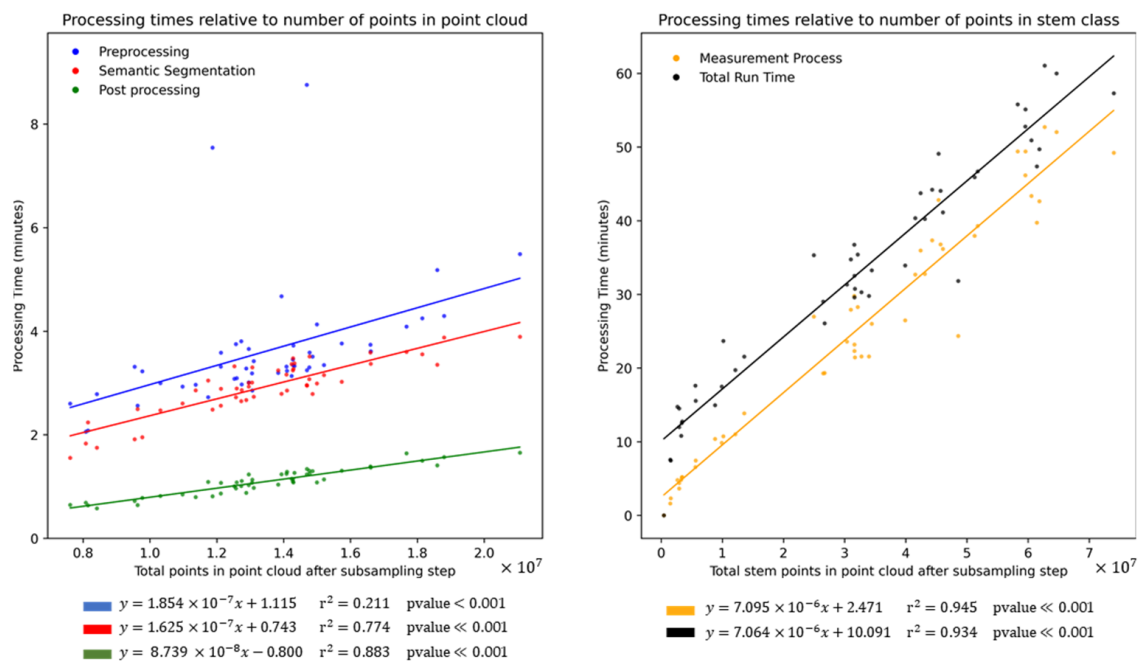 Processing times relative to number of points in point cloud
Preprocessing
Semantic Segmentation
Post processing
Processing Time (minutes)
8
6
4
2
0
0.8 1.0 1.2 1.4 1.6 1.8 2.0
× 10⁷
Total points in point cloud after subsampling step
y = 1.854 × 10⁻⁷x + 1.115 r² = 0.211 pvalue < 0.001
y = 1.625 × 10⁻⁷x + 0.743 r² = 0.774 pvalue ≪ 0.001
y = 8.739 × 10⁻⁸x − 0.800 r² = 0.883 pvalue ≪ 0.001
Processing times relative to number of points in stem class
Measurement Process
Total Run Time
Processing Time (minutes)
60
50
40
30
20
10
0
0 1 2 3 4 5 6 7
× 10⁷
Total stem points in point cloud after subsampling step
y = 7.095 × 10⁻⁶x + 2.471 r² = 0.945 pvalue ≪ 0.001
y = 7.064 × 10⁻⁶x + 10.091 r² = 0.934 pvalue ≪ 0.001